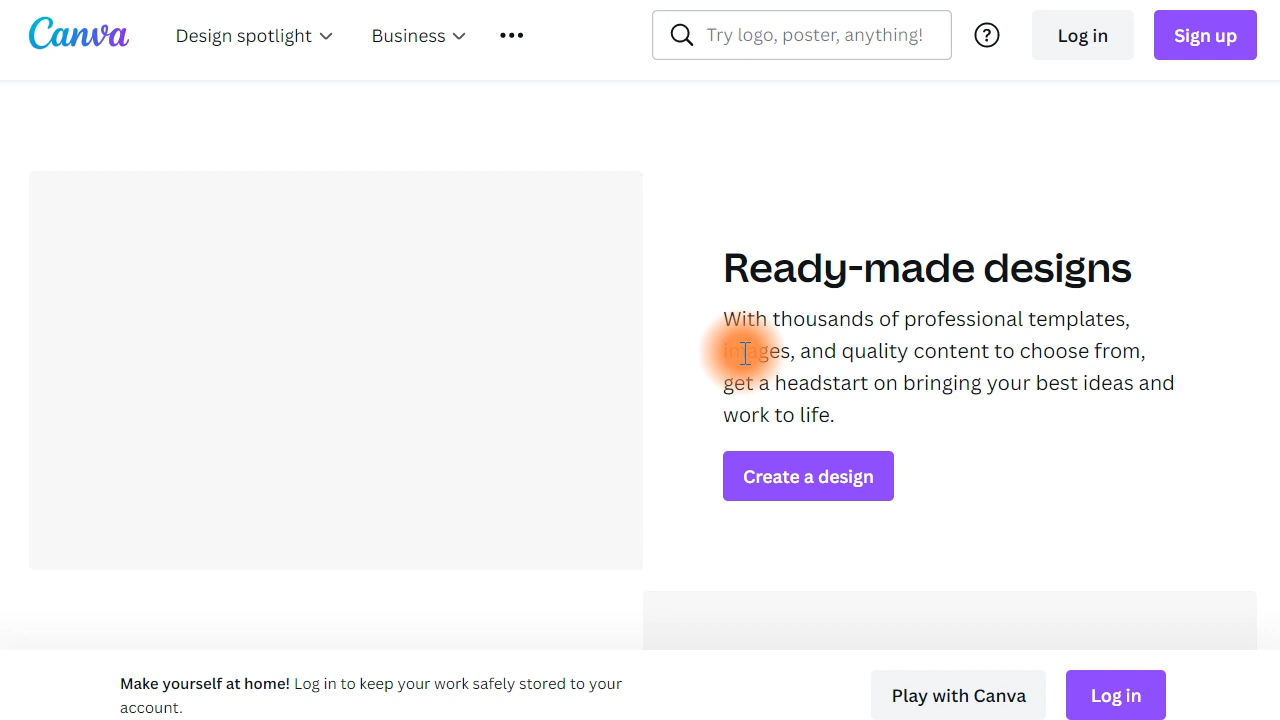 Canva
Design spotlight
Business
Try logo, poster, anything!
?
Log in
Sign up
Ready-made designs
With thousands of professional templates,
images, and quality content to choose from,
get a headstart on bringing your best ideas and
work to life.
Create a design
Make yourself at home! Log in to keep your work safely stored to your
account.
Play with Canva
Log in